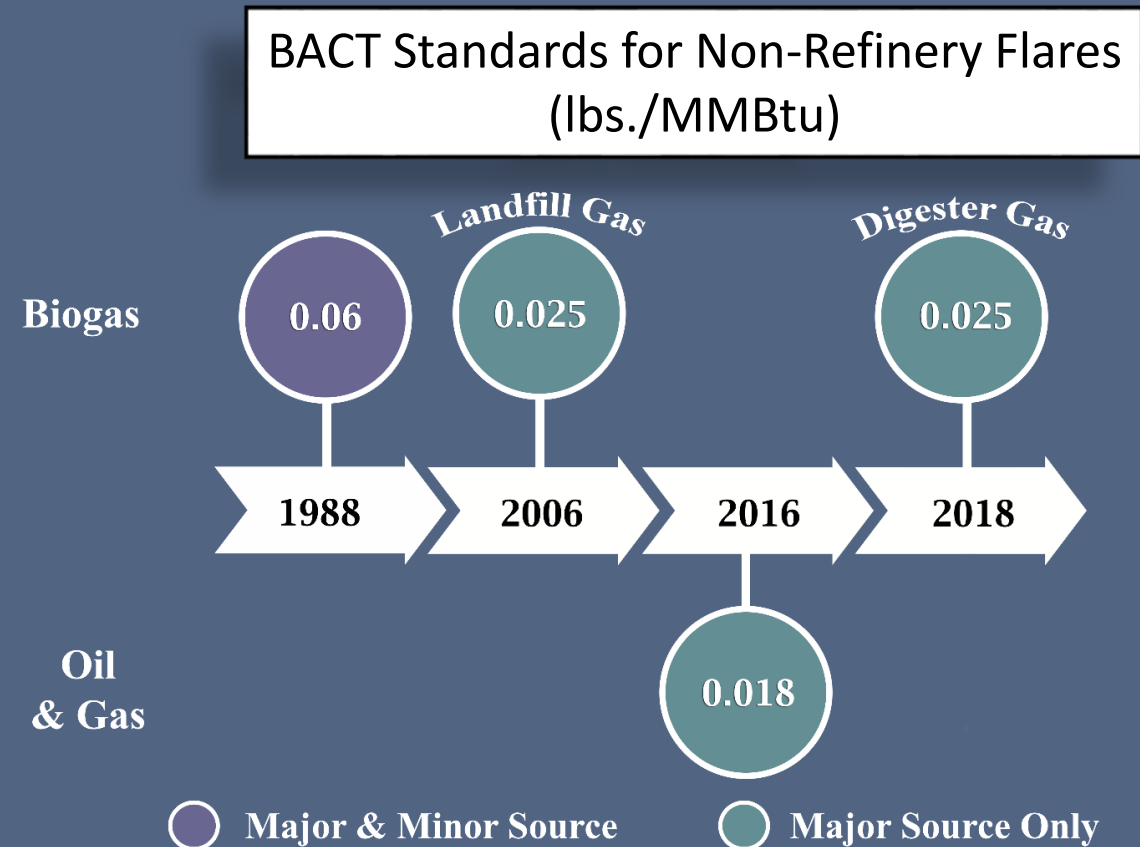 BACT Standards for Non-Refinery Flares
(lbs./MMBtu)
Landfill Gas
Digester Gas
Biogas
0.06
0.025
0.025
1988
2006
2016
2018
Oil
& Gas
0.018
Major & Minor Source
Major Source Only